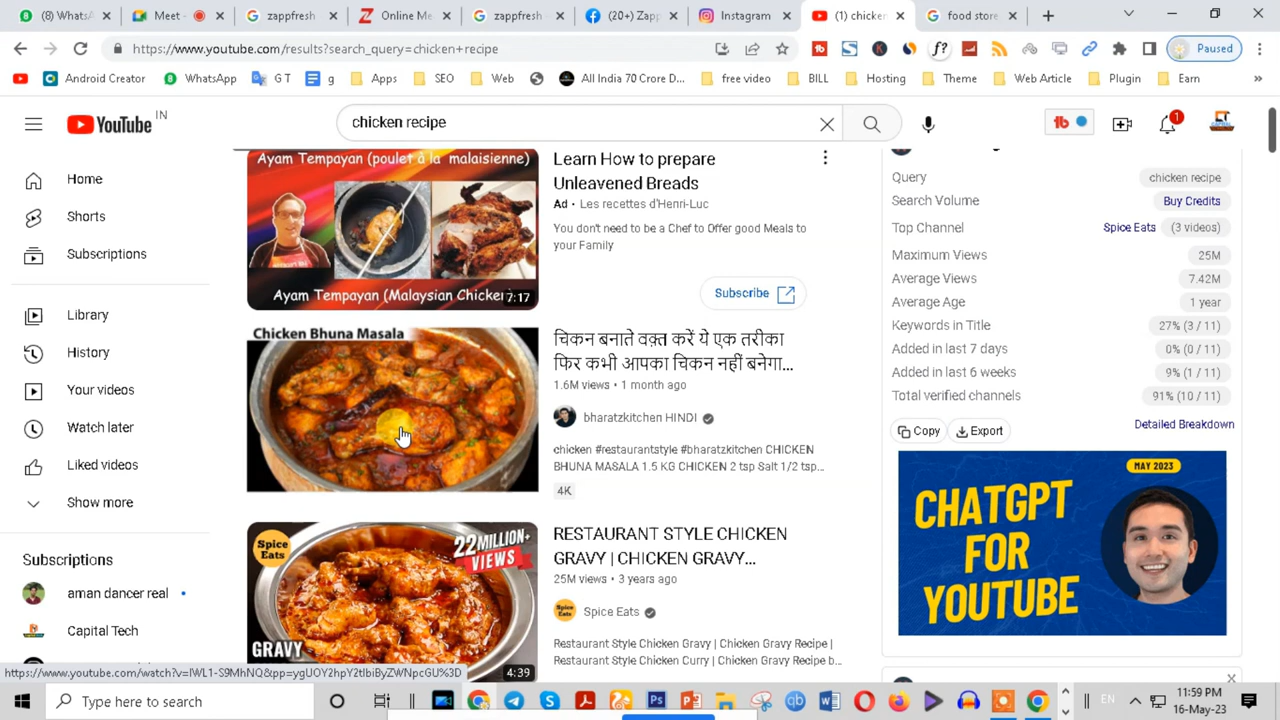 (9) WhatsA
Meet -
zappfresh
Online Me
zappfresh
(20+) Zapp
Instagram
(1) chicken
food store
https://www.youtube.com/results?search_query=chicken+recipe
Paused
Android Creator
WhatsApp
G T
g
Apps
SEO
Web
All India 70 Crore D...
free video
BILL
Hosting
Theme
Web Article
Plugin
Earn
YouTube IN
chicken recipe
1
Home
Shorts
Subscriptions
Library
History
Your videos
Watch later
Liked videos
Show more
Subscriptions
aman dancer real
Capital Tech
Ayam Tempayan (poulet à la malaisienne)
Ayam Tempayan (Malaysian Chicken
7:17
Learn How to prepare
Unleavened Breads
Ad • Les recettes d'Henri-Luc
You don't need to be a Chef to Offer good Meals to
your Family
Subscribe
Chicken Bhuna Masala
चिकन बनाते वक़्त करें ये एक तरीका
फिर कभी आपका चिकन नहीं बनेगा...
1.6M views • 1 month ago
bharatzkitchen HINDI
chicken #restaurantstyle #bharatzkitchen CHICKEN
BHUNA MASALA 1.5 KG CHICKEN 2 tsp Salt 1/2 tsp...
4K
Spice
Eats
22MILLION+
VIEWS
GRAVY
4:39
RESTAURANT STYLE CHICKEN
GRAVY | CHICKEN GRAVY...
25M views • 3 years ago
Spice Eats
Restaurant Style Chicken Gravy | Chicken Gravy Recipe |
Restaurant Style Chicken Curry | Chicken Gravy Recipe b...
Query chicken recipe
Search Volume Buy Credits
Top Channel Spice Eats (3 videos)
Maximum Views 25M
Average Views 7.42M
Average Age 1 year
Keywords in Title 27% (3 / 11)
Added in last 7 days 0% (0 / 11)
Added in last 6 weeks 9% (1 / 11)
Total verified channels 91% (10 / 11)
Detailed Breakdown
Copy
Export
MAY 2023
CHATGPT
FOR
YOUTUBE
https://www.youtube.com/watch?v=IWL1-S9MhNQ&pp=ygUOY2hpY2tlbiByZWNpcGU%3D
Type here to search
EN
11:59 PM
16-May-23